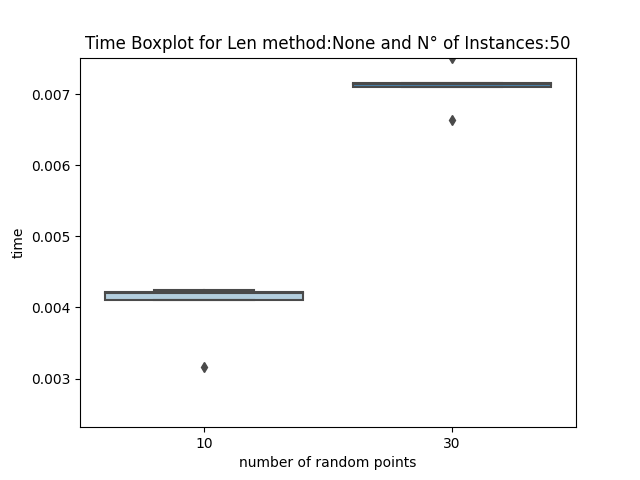 Time Boxplot for Len method:None and N° of Instances:50
0.007
0.006
0.005
0.004
0.003
time
10 30
number of random points